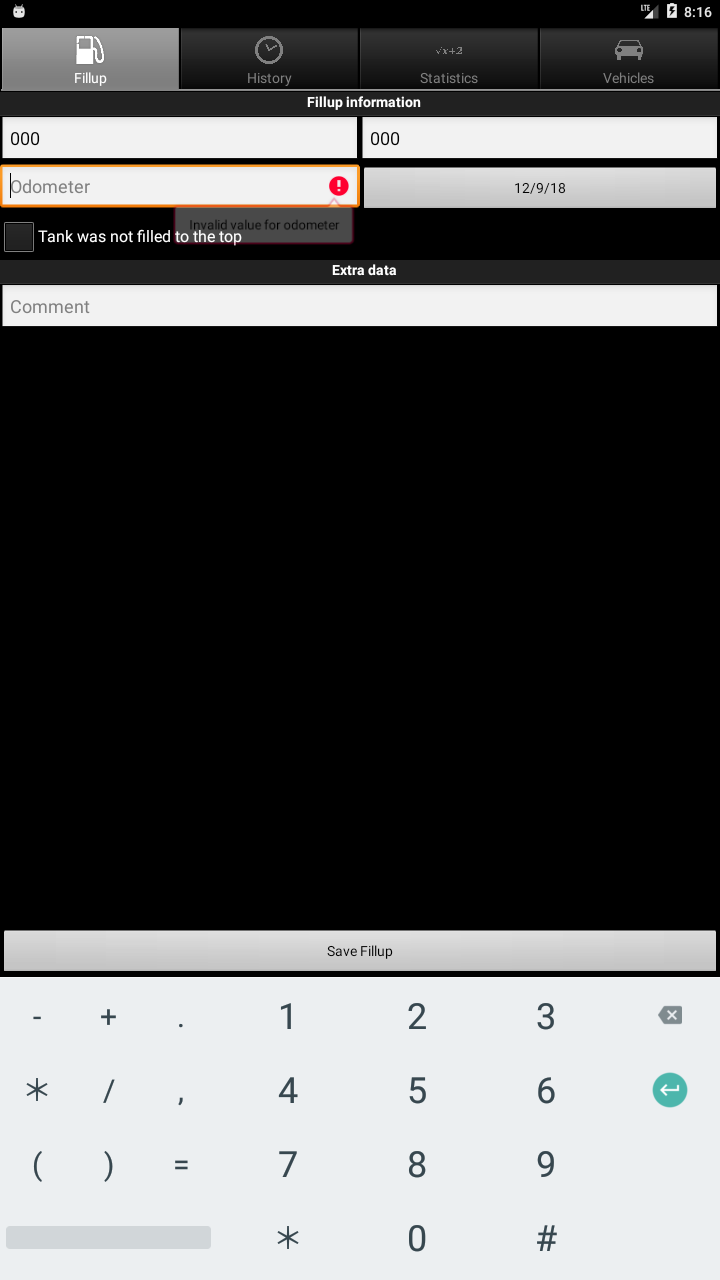 LTE 8:16
Fillup History √x+2 Statistics Vehicles
Fillup information
000 000
Odometer 12/9/18
Invalid value for odometer
Tank was not filled to the top
Extra data
Comment
Save Fillup
- + . 1 2 3
* / , 4 5 6
( ) = 7 8 9
* 0 #